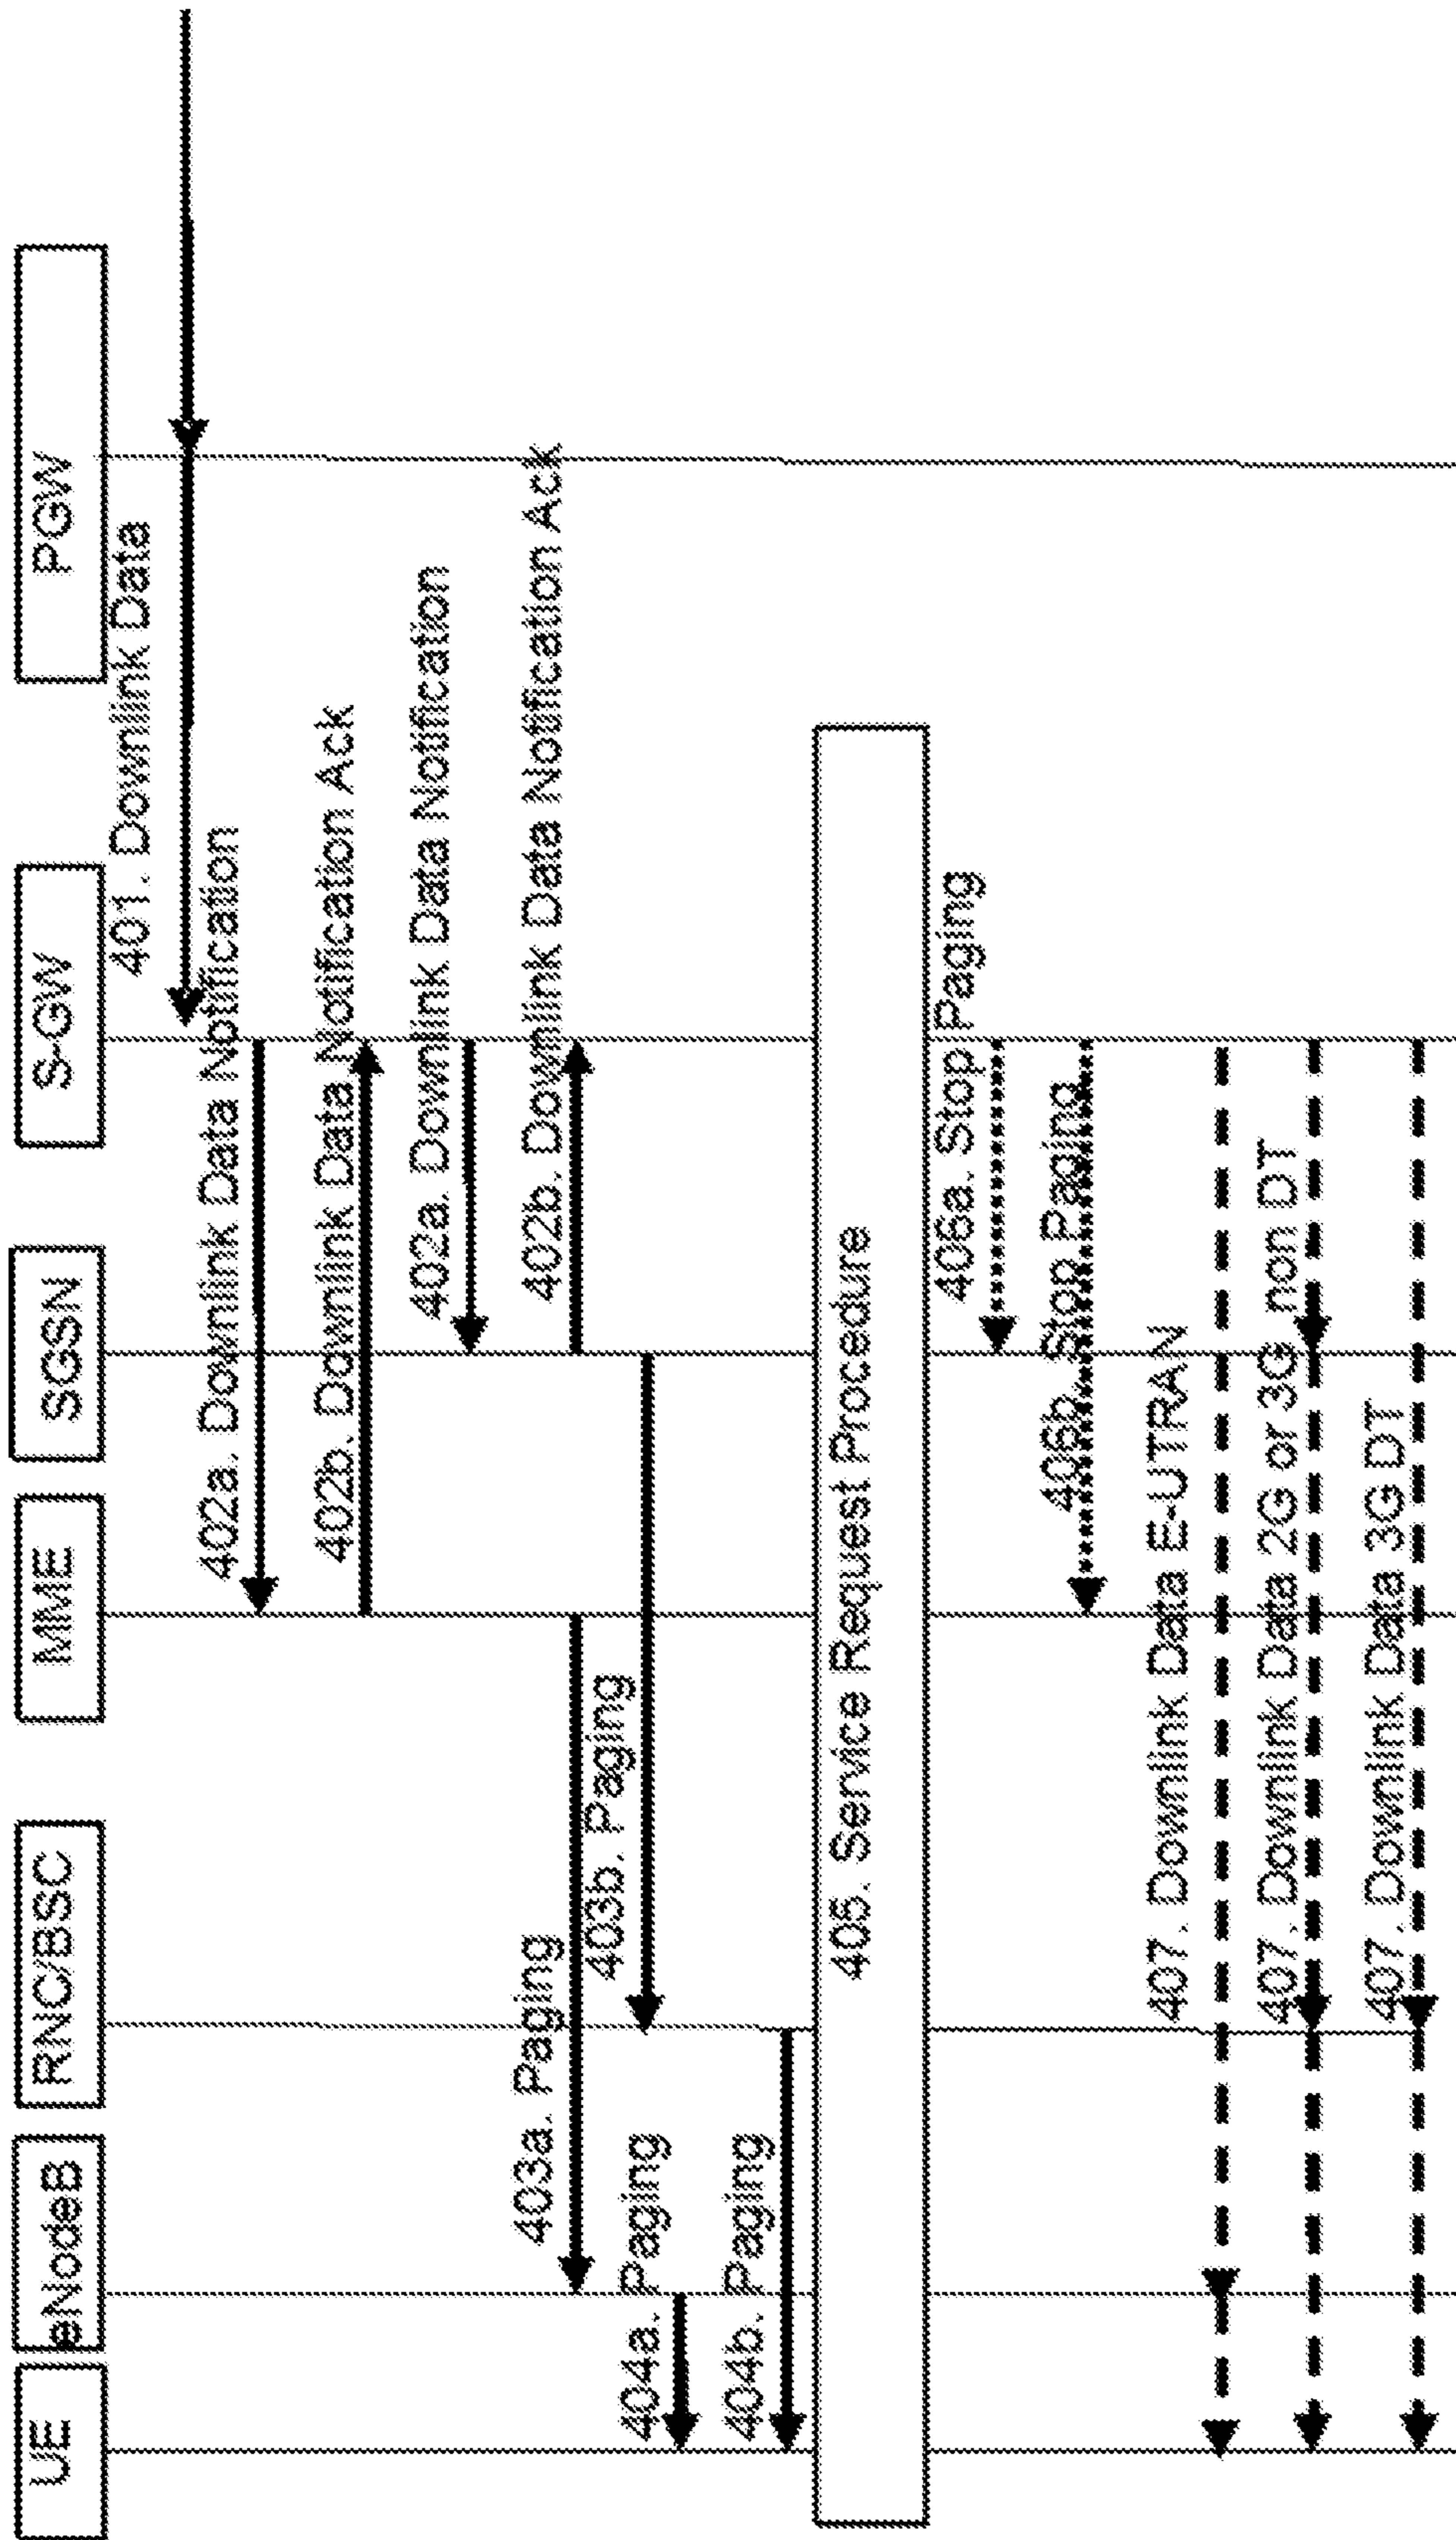 UE
eNodeB
RNC/BSC
MME
SGSN
S-GW
PGW
401. Downlink Data
402a. Downlink Data Notification
402b. Downlink Data Notification Ack
402a. Downlink Data Notification
402b. Downlink Data Notification Ack
403a. Paging
403b. Paging
404a. Paging
404b. Paging
405. Service Request Procedure
406a. Stop Paging
406b. Stop Paging
407. Downlink Data E-UTRAN
407. Downlink Data 2G or 3G non DT
407. Downlink Data 3G DT